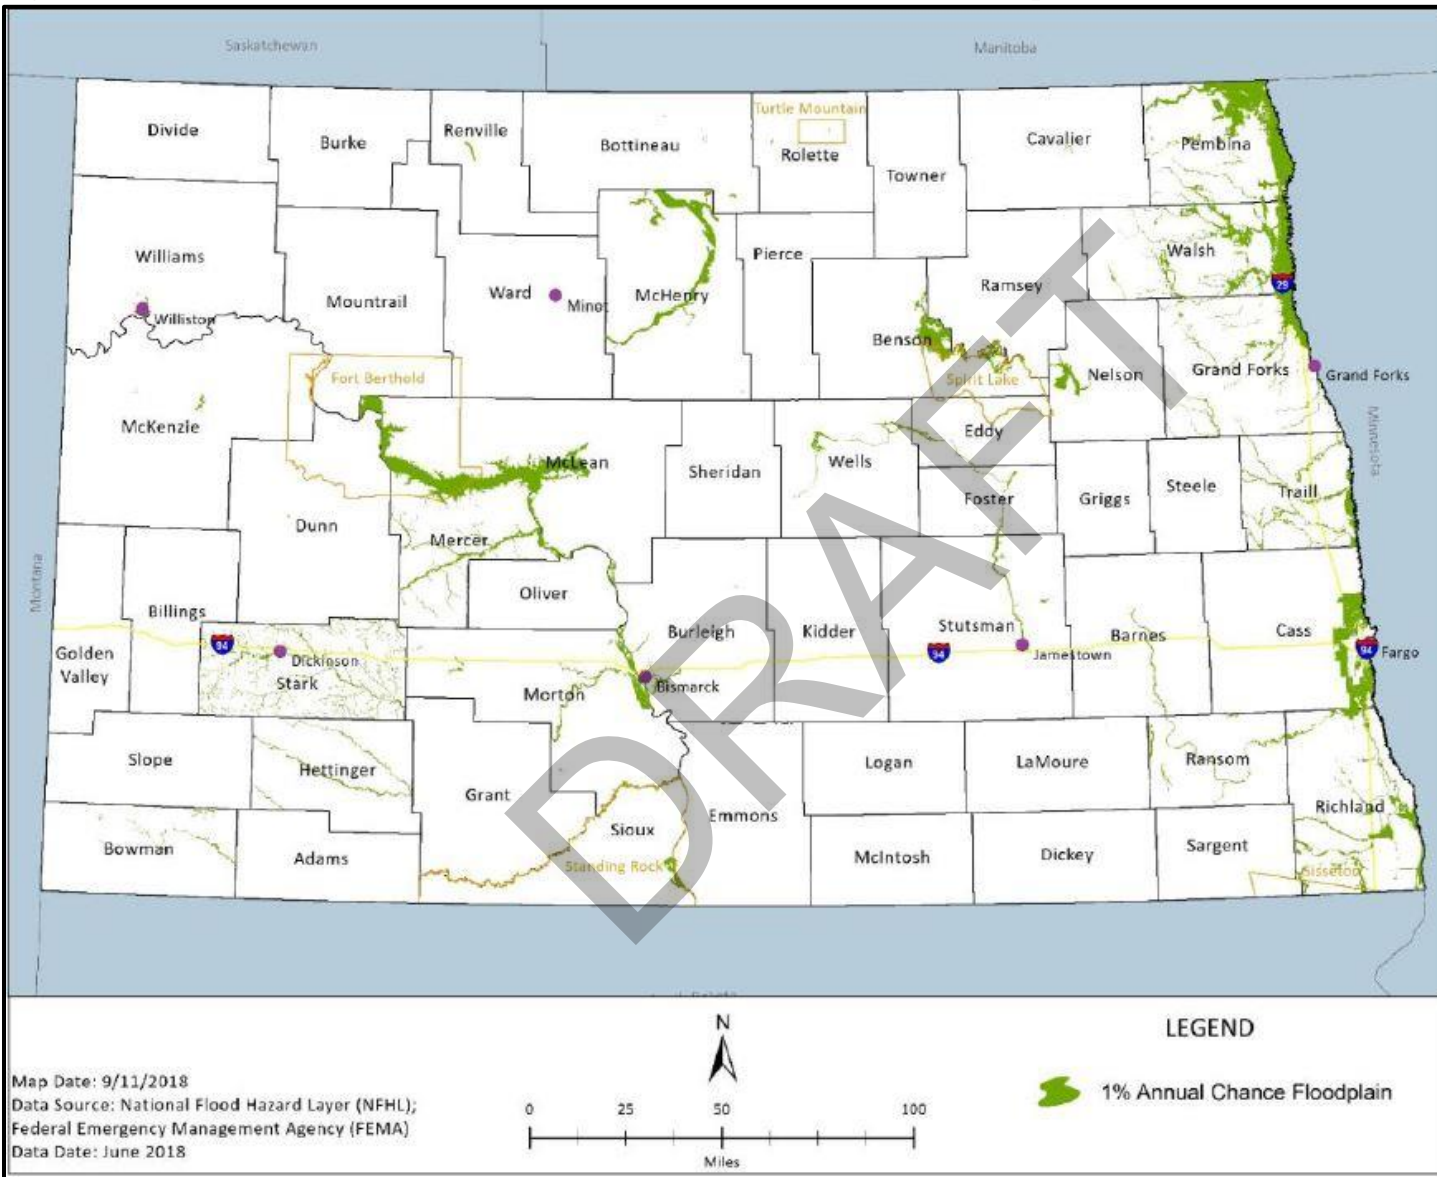 Saskatchewan
Manitoba
Divide
Burke
Renville
Bottineau
Turtle Mountain
Rolette
Towner
Cavalier
Pembina
Williams
Williston
Mountrail
Ward
Minot
McHenry
Pierce
Benson
Ramsey
Walsh
29
McKenzie
Fort Berthold
Spirit Lake
Nelson
Grand Forks
Grand Forks
Minnesota
Dunn
McLean
Sheridan
Wells
Eddy
Foster
Griggs
Steele
Traill
Mercer
Oliver
Montana
Billings
Golden
Valley
94
Dickinson
Stark
Morton
Burleigh
Bismarck
Kidder
Stutsman
94
Jamestown
Barnes
Cass
94
Fargo
Slope
Hettinger
Grant
Sioux
Emmons
Logan
LaMoure
Ransom
Richland
Bowman
Adams
Standing Rock
McIntosh
Dickey
Sargent
Sisseton
DRAFT
Map Date: 9/11/2018
Data Source: National Flood Hazard Layer (NFHL);
Federal Emergency Management Agency (FEMA)
Data Date: June 2018
N
0 25 50 100
Miles
LEGEND
1% Annual Chance Floodplain